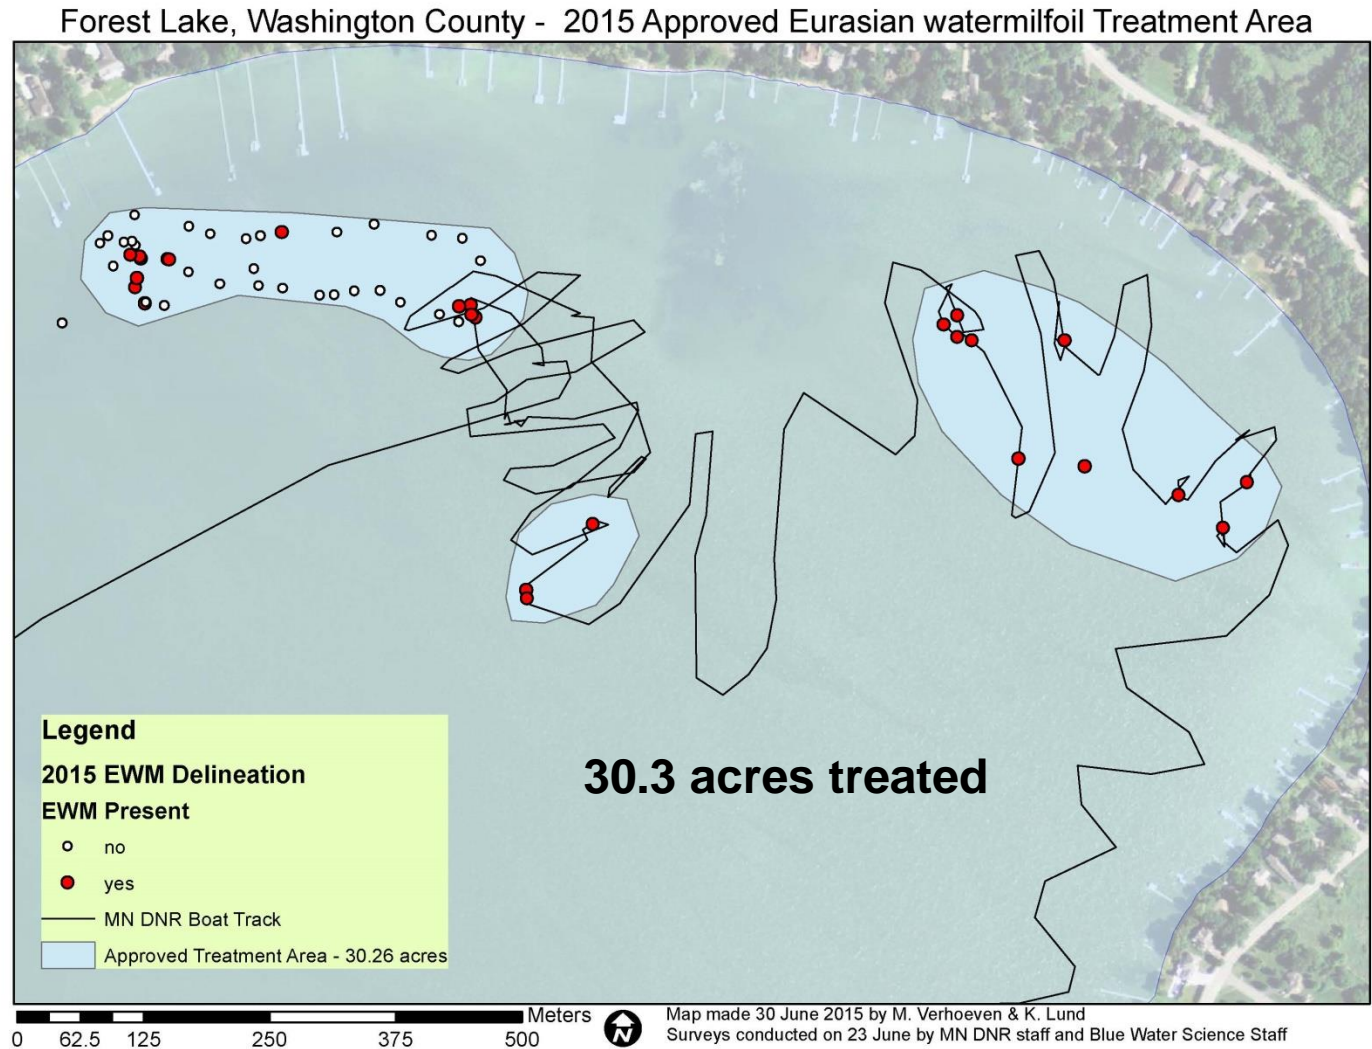 Forest Lake, Washington County - 2015 Approved Eurasian watermilfoil Treatment Area
30.3 acres treated
Legend
2015 EWM Delineation
EWM Present
no
yes
MN DNR Boat Track
Approved Treatment Area - 30.26 acres
Meters
0 62.5 125 250 375 500
N
Map made 30 June 2015 by M. Verhoeven & K. Lund
Surveys conducted on 23 June by MN DNR staff and Blue Water Science Staff